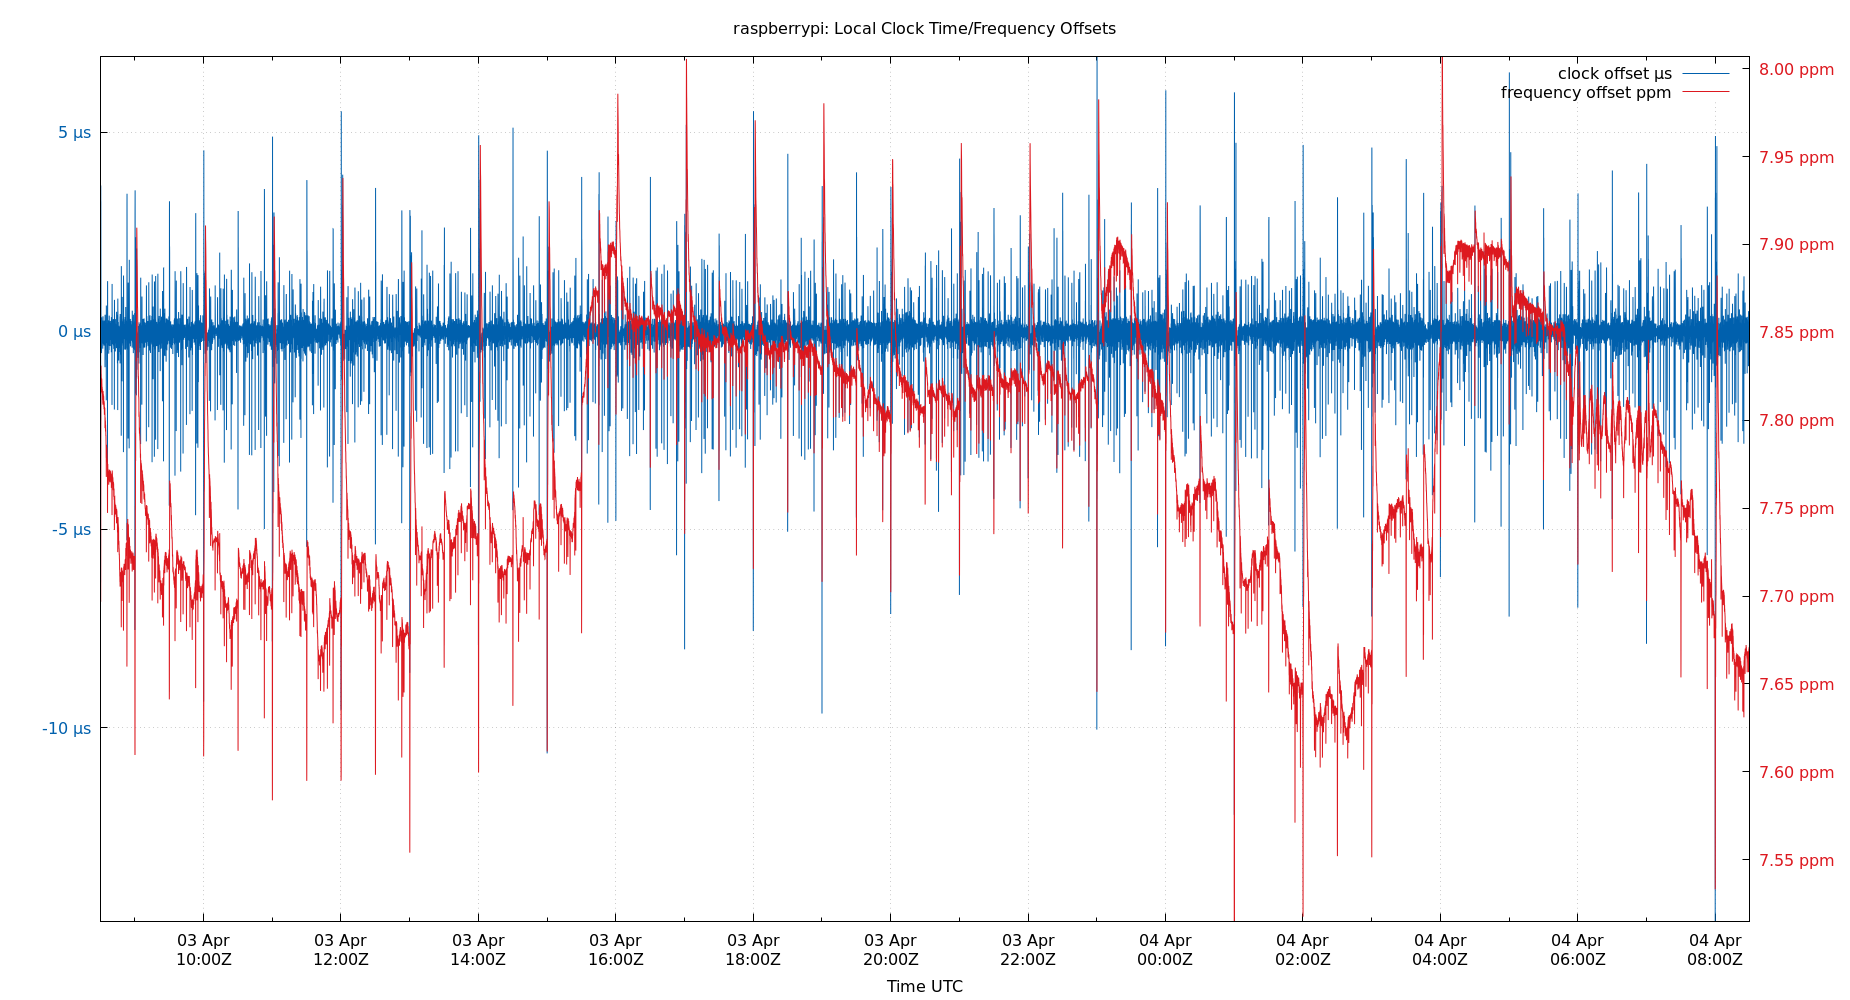 raspberrypi: Local Clock Time/Frequency Offsets
clock offset µs
frequency offset ppm
5 µs
0 µs
-5 µs
-10 µs
8.00 ppm
7.95 ppm
7.90 ppm
7.85 ppm
7.80 ppm
7.75 ppm
7.70 ppm
7.65 ppm
7.60 ppm
7.55 ppm
03 Apr 03 Apr 03 Apr 03 Apr 03 Apr 03 Apr 03 Apr 04 Apr 04 Apr 04 Apr 04 Apr 04 Apr
10:00Z 12:00Z 14:00Z 16:00Z 18:00Z 20:00Z 22:00Z 00:00Z 02:00Z 04:00Z 06:00Z 08:00Z
Time UTC